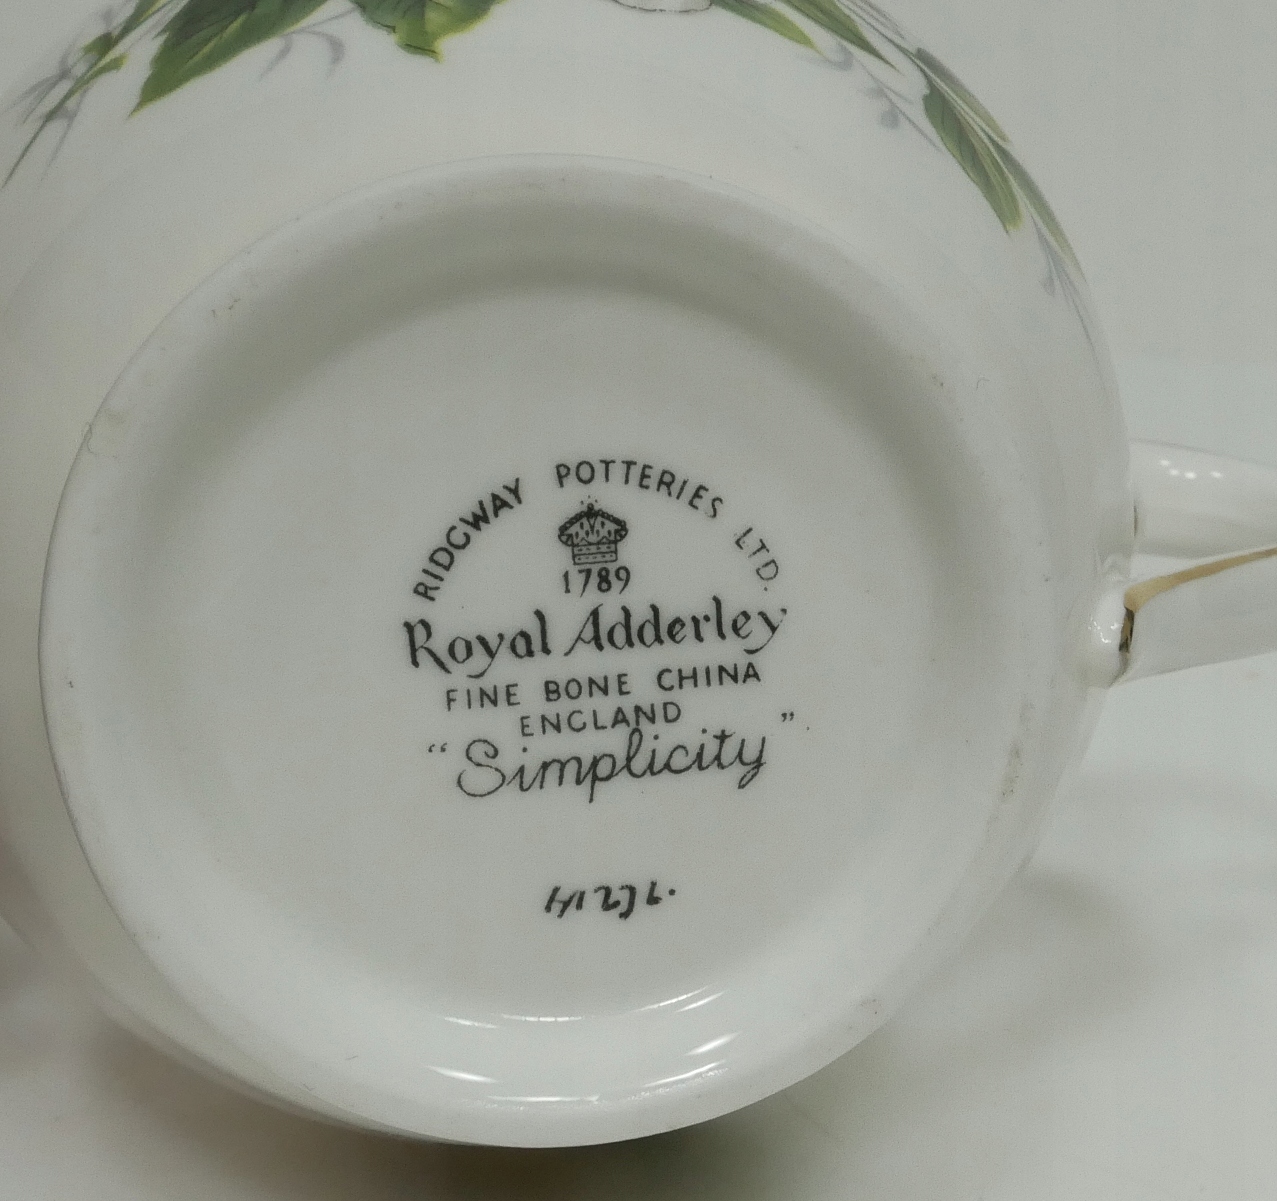 RIDGWAY POTTERIES LTD.
1789
Royal Adderley
FINE BONE CHINA
ENGLAND
"Simplicity"